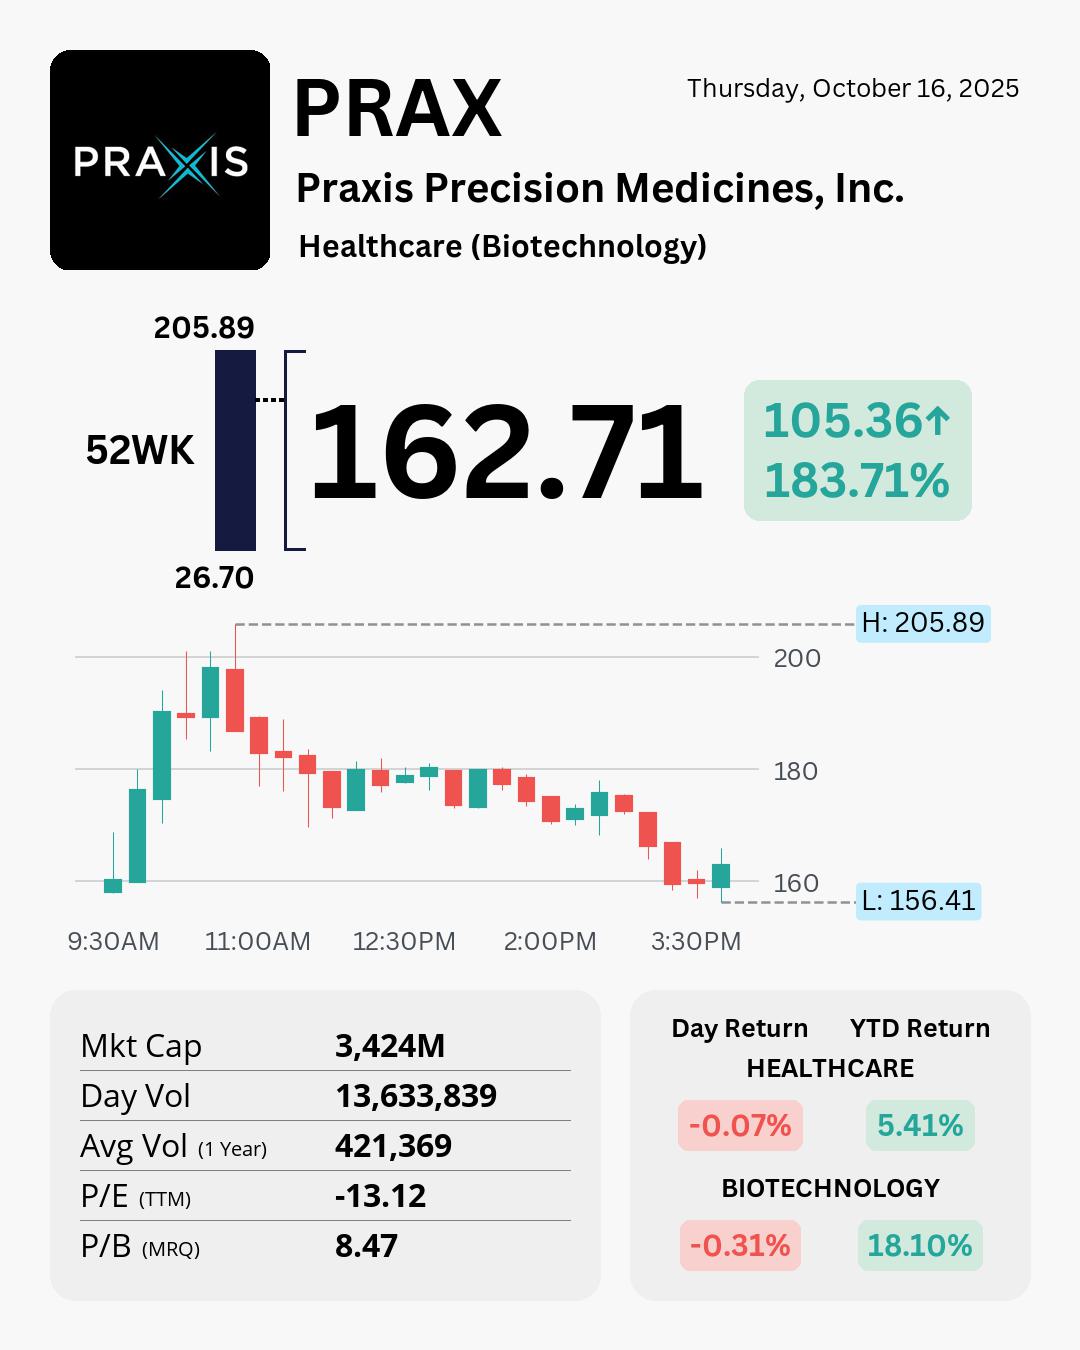 PRAXIS
PRAX
Thursday, October 16, 2025
Praxis Precision Medicines, Inc.
Healthcare (Biotechnology)
205.89
52WK
26.70
162.71
105.36↑
183.71%
H: 205.89
200
180
160
L: 156.41
9:30AM 11:00AM 12:30PM 2:00PM 3:30PM
Mkt Cap 3,424M
Day Vol 13,633,839
Avg Vol (1 Year) 421,369
P/E (TTM) -13.12
P/B (MRQ) 8.47
Day Return YTD Return
HEALTHCARE
-0.07% 5.41%
BIOTECHNOLOGY
-0.31% 18.10%